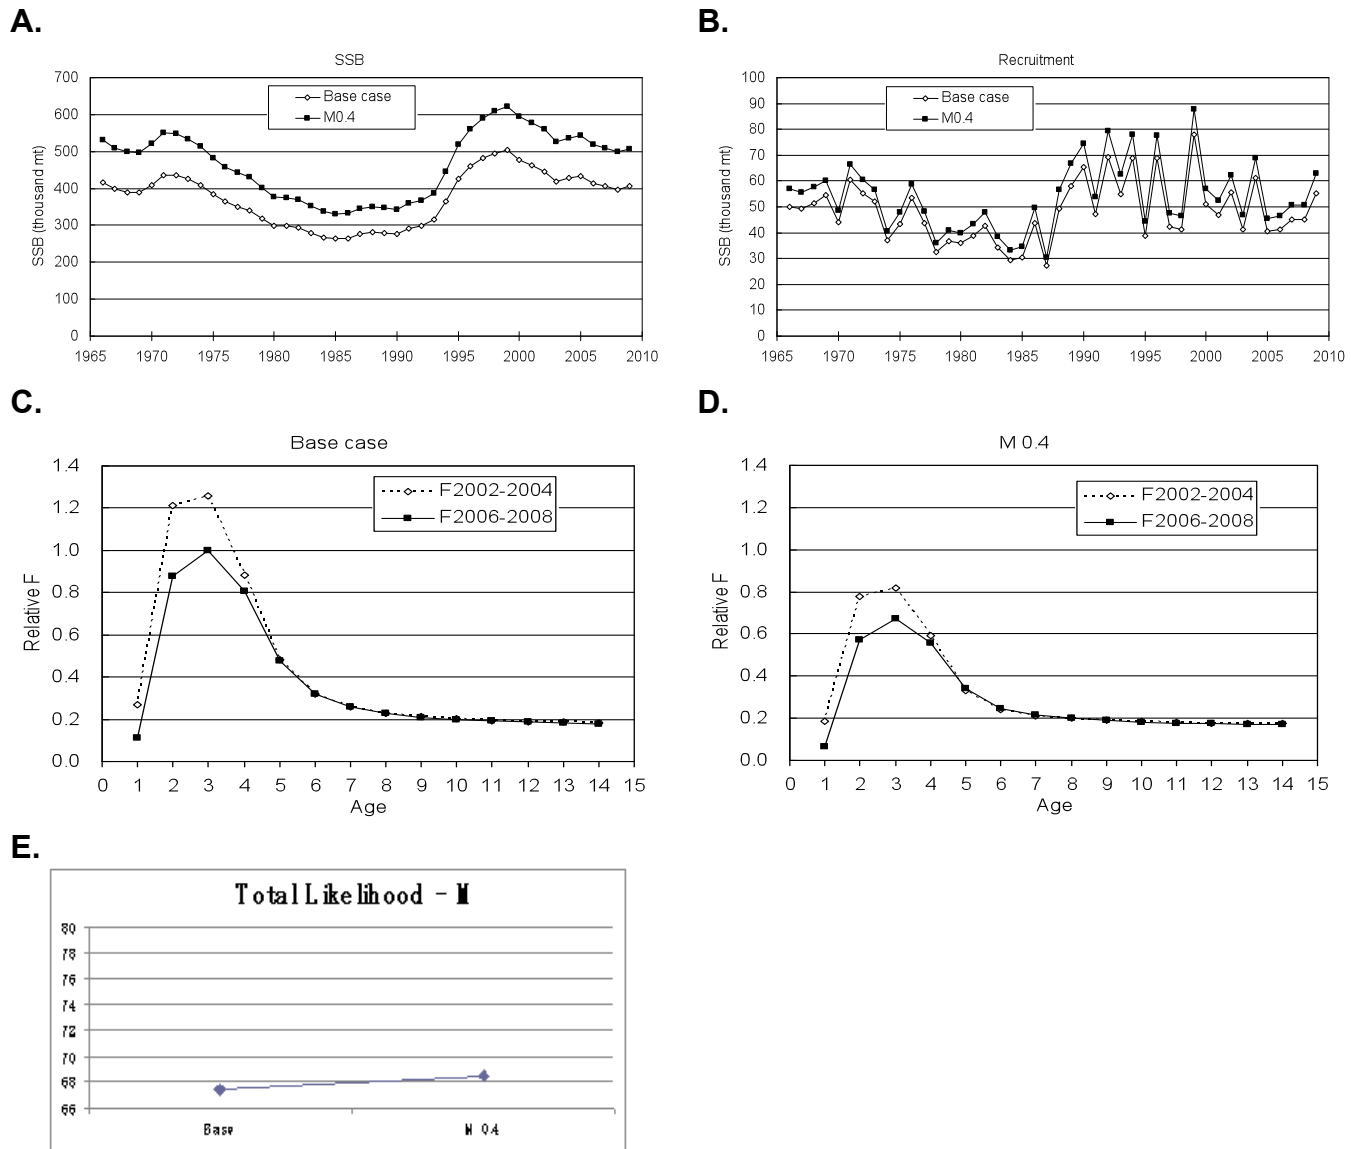 A.
SSB
SSB (thousand mt)
700
600
500
400
300
200
100
0
Base case
M0.4
1965 1970 1975 1980 1985 1990 1995 2000 2005 2010
B.
Recruitment
SSB (thousand mt)
100
90
80
70
60
50
40
30
20
10
0
Base case
M0.4
1965 1970 1975 1980 1985 1990 1995 2000 2005 2010
C.
Base case
Relative F
1.4
1.2
1.0
0.8
0.6
0.4
0.2
0.0
F2002-2004
F2006-2008
0 1 2 3 4 5 6 7 8 9 10 11 12 13 14 15
Age
D.
M 0.4
Relative F
1.4
1.2
1.0
0.8
0.6
0.4
0.2
0.0
F2002-2004
F2006-2008
0 1 2 3 4 5 6 7 8 9 10 11 12 13 14 15
Age
E.
Total Likelihood - M
80
78
76
74
72
70
68
66
Base M 0.4